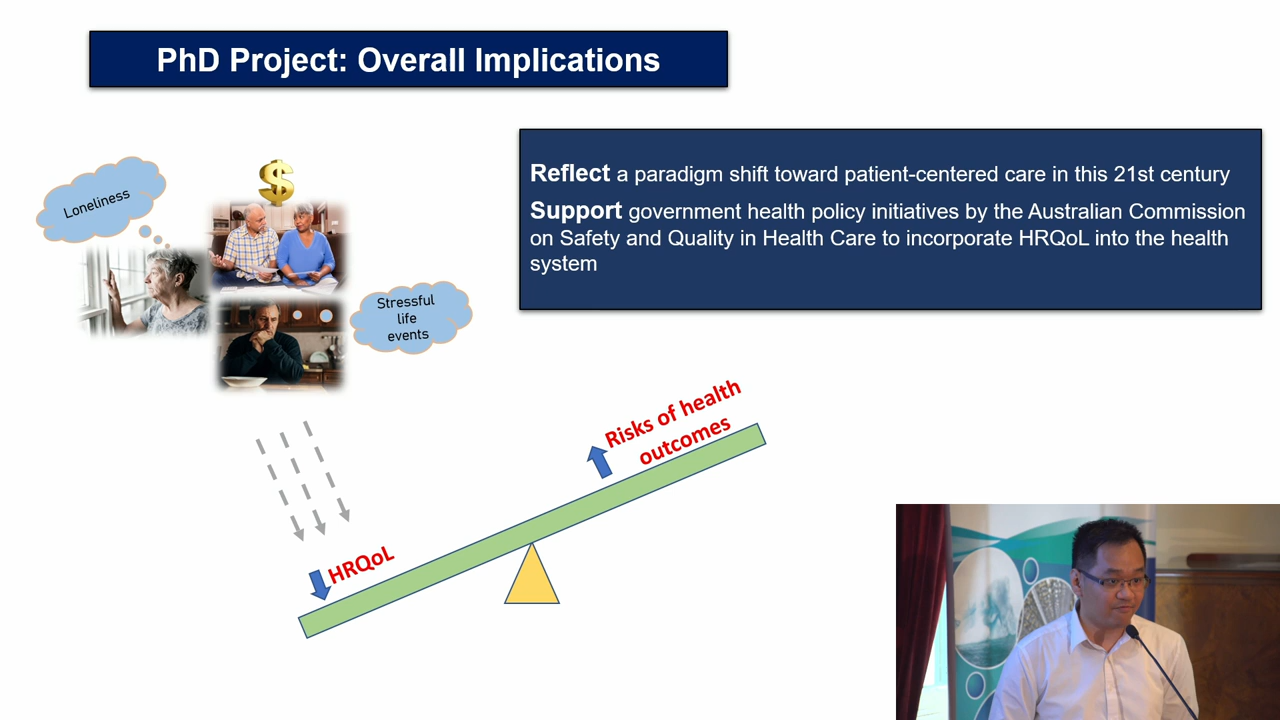 PhD Project: Overall Implications
Loneliness
$
Stressful
life
events
Reflect a paradigm shift toward patient-centered care in this 21st century
Support government health policy initiatives by the Australian Commission
on Safety and Quality in Health Care to incorporate HRQoL into the health
system
Risks of health
outcomes
HRQoL